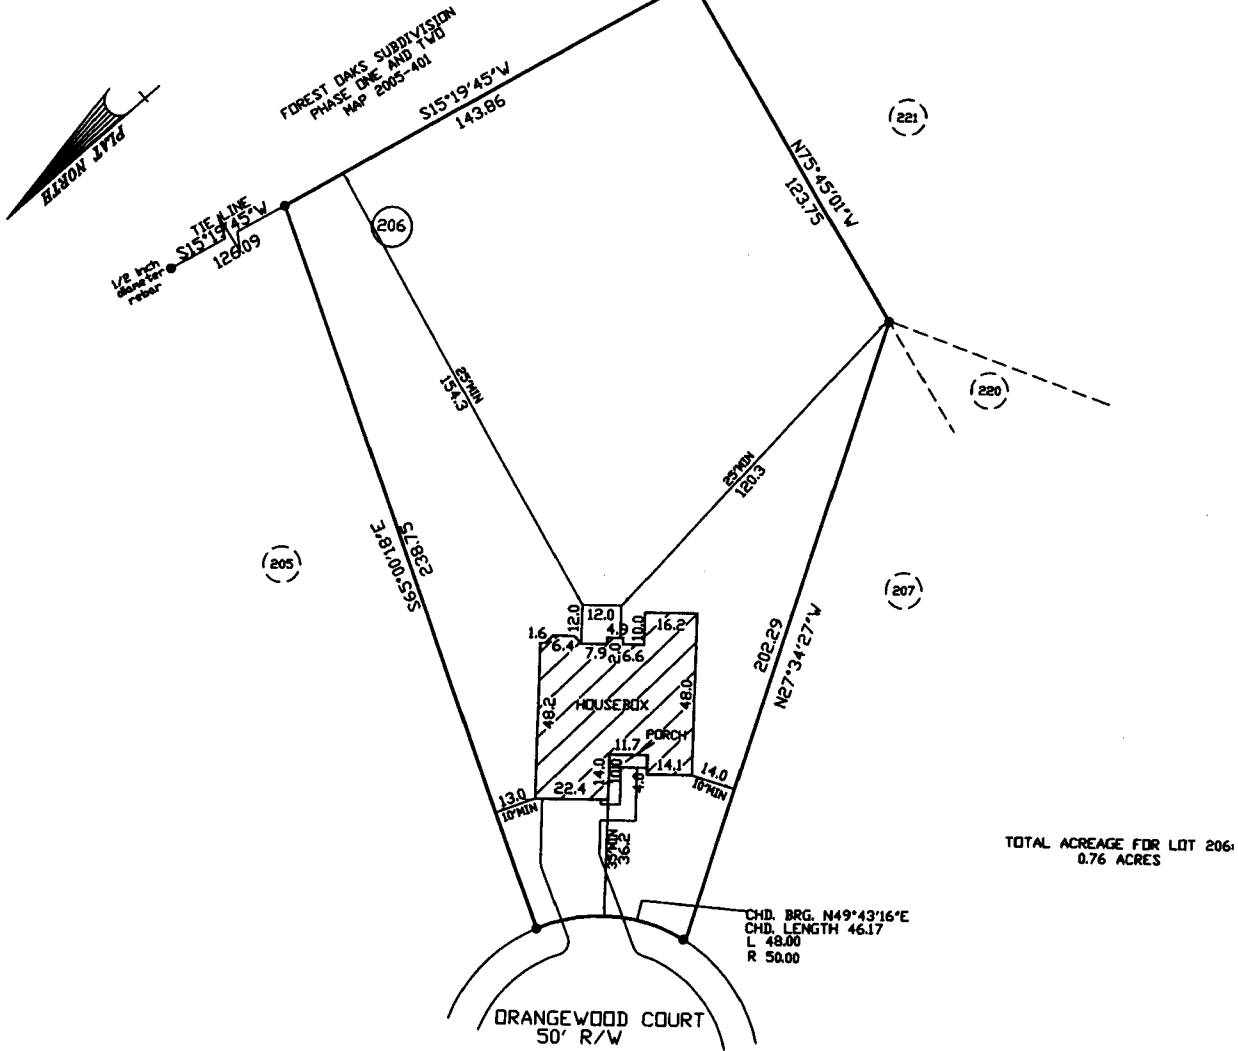 FOREST OAKS SUBDIVISION
PHASE ONE AND TWO
MAP 2005-401
S15°19'45"W
143.86
PLAT NORTH
TIE LINE
S15°19'45"W
126.09
1/2 inch
diameter
rebar
206
221
N75°45'01"W
123.75
220
25'MIN
154.3
25'MIN
120.3
205
S65°00'18"E
238.75
207
202.29
N27°34'27"W
12.0
12.0
4.9
10.0
16.2
1.6
6.4
7.9
2.0
6.6
48.2
HOUSEBOX
48.0
PORCH
11.7
14.0
10.0
4.0
14.1
22.4
13.0
10'MIN
14.0
10'MIN
35'MIN
36.2
TOTAL ACREAGE FOR LOT 206:
0.76 ACRES
CHD. BRG. N49°43'16"E
CHD. LENGTH 46.17
L 48.00
R 50.00
ORANGEWOOD COURT
50' R/W